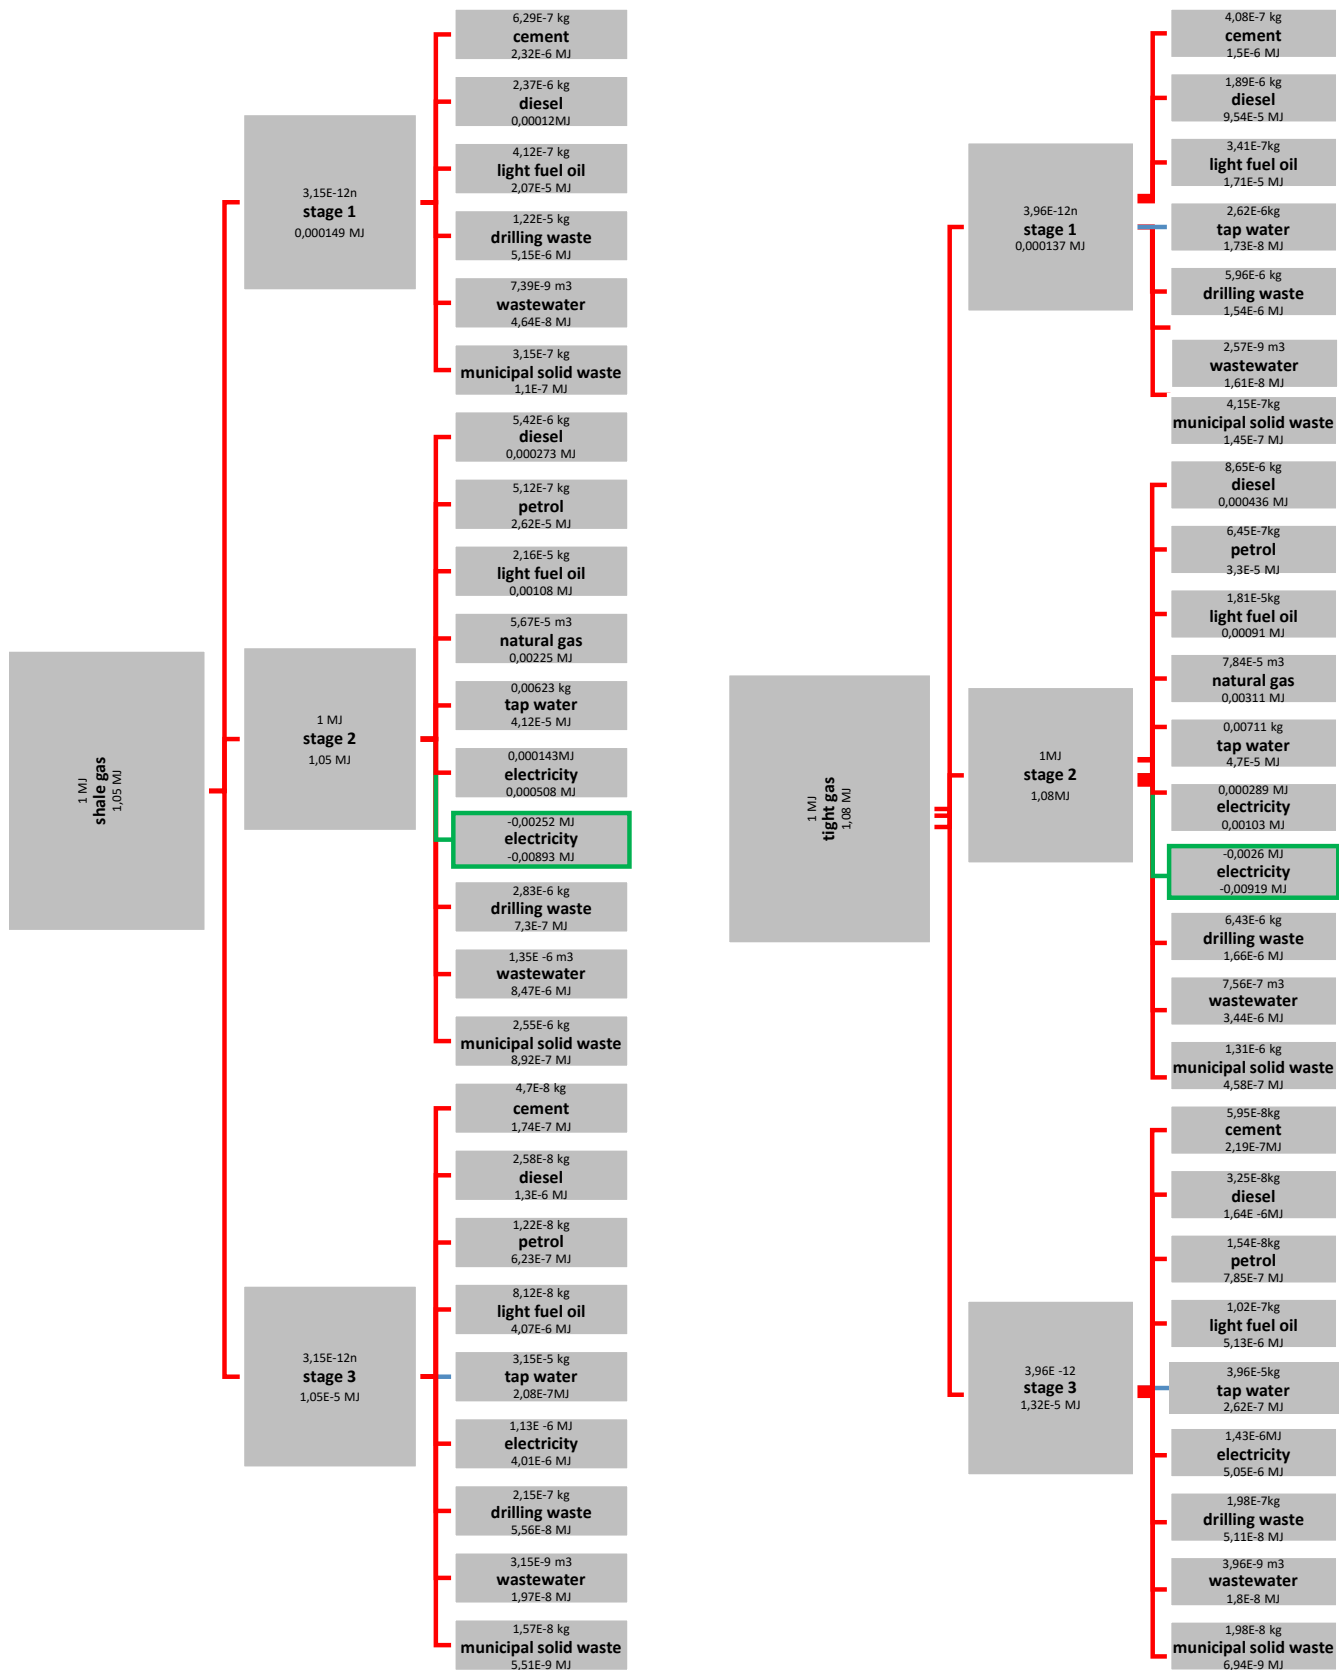 1 MJ
shale gas
1,05 MJ
3,15E-12n
stage 1
0,000149 MJ
6,29E-7 kg
cement
2,32E-6 MJ
2,37E-6 kg
diesel
0,00012MJ
4,12E-7 kg
light fuel oil
2,07E-5 MJ
1,22E-5 kg
drilling waste
5,15E-6 MJ
7,39E-9 m3
wastewater
4,64E-8 MJ
3,15E-7 kg
municipal solid waste
1,1E-7 MJ
1 MJ
stage 2
1,05 MJ
5,42E-6 kg
diesel
0,000273 MJ
5,12E-7 kg
petrol
2,62E-5 MJ
2,16E-5 kg
light fuel oil
0,00108 MJ
5,67E-5 m3
natural gas
0,00225 MJ
0,00623 kg
tap water
4,12E-5 MJ
0,000143MJ
electricity
0,000508 MJ
-0,00252 MJ
electricity
-0,00893 MJ
2,83E-6 kg
drilling waste
7,3E-7 MJ
1,35E -6 m3
wastewater
8,47E-6 MJ
2,55E-6 kg
municipal solid waste
8,92E-7 MJ
3,15E-12n
stage 3
1,05E-5 MJ
4,7E-8 kg
cement
1,74E-7 MJ
2,58E-8 kg
diesel
1,3E-6 MJ
1,22E-8 kg
petrol
6,23E-7 MJ
8,12E-8 kg
light fuel oil
4,07E-6 MJ
3,15E-5 kg
tap water
2,08E-7MJ
1,13E -6 MJ
electricity
4,01E-6 MJ
2,15E-7 kg
drilling waste
5,56E-8 MJ
3,15E-9 m3
wastewater
1,97E-8 MJ
1,57E-8 kg
municipal solid waste
5,51E-9 MJ
1 MJ
tight gas
1,08 MJ
3,96E-12n
stage 1
0,000137 MJ
4,08E-7 kg
cement
1,5E-6 MJ
1,89E-6 kg
diesel
9,54E-5 MJ
3,41E-7kg
light fuel oil
1,71E-5 MJ
2,62E-6kg
tap water
1,73E-8 MJ
5,96E-6 kg
drilling waste
1,54E-6 MJ
2,57E-9 m3
wastewater
1,61E-8 MJ
4,15E-7kg
municipal solid waste
1,45E-7 MJ
1MJ
stage 2
1,08MJ
8,65E-6 kg
diesel
0,000436 MJ
6,45E-7kg
petrol
3,3E-5 MJ
1,81E-5kg
light fuel oil
0,00091 MJ
7,84E-5 m3
natural gas
0,00311 MJ
0,00711 kg
tap water
4,7E-5 MJ
0,000289 MJ
electricity
0,00103 MJ
-0,0026 MJ
electricity
-0,00919 MJ
6,43E-6 kg
drilling waste
1,66E-6 MJ
7,56E-7 m3
wastewater
3,44E-6 MJ
1,31E-6 kg
municipal solid waste
4,58E-7 MJ
3,96E -12
stage 3
1,32E-5 MJ
5,95E-8kg
cement
2,19E-7MJ
3,25E-8kg
diesel
1,64E -6MJ
1,54E-8kg
petrol
7,85E-7 MJ
1,02E-7kg
light fuel oil
5,13E-6 MJ
3,96E-5kg
tap water
2,62E-7 MJ
1,43E-6MJ
electricity
5,05E-6 MJ
1,98E-7kg
drilling waste
5,11E-8 MJ
3,96E-9 m3
wastewater
1,8E-8 MJ
1,98E-8 kg
municipal solid waste
6,94E-9 MJ